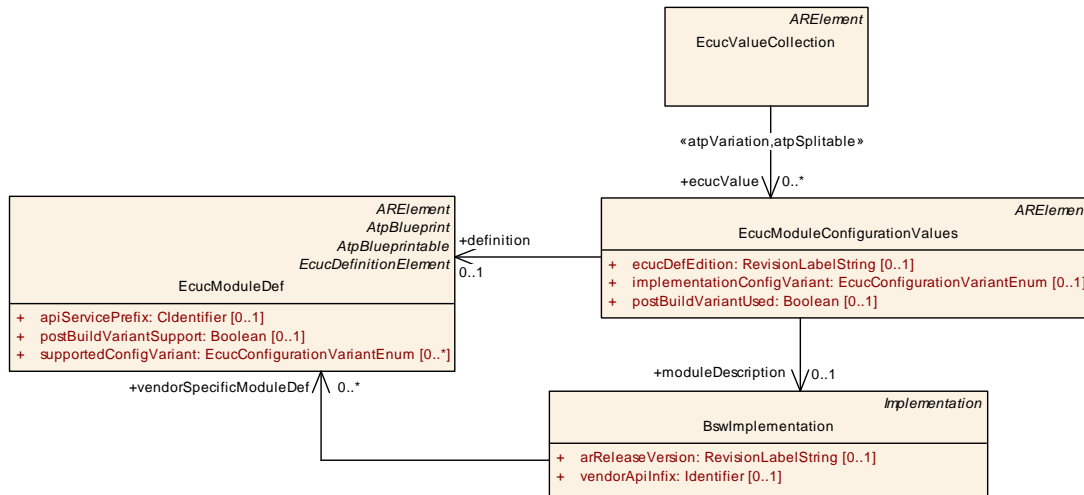 ARElement
EcucValueCollection
«atpVariation,atpSplitable»
+ecucValue 0..*
ARElement
AtpBlueprint
AtpBlueprintable
EcucDefinitionElement
EcucModuleDef
+ apiServicePrefix: CIdentifier [0..1]
+ postBuildVariantSupport: Boolean [0..1]
+ supportedConfigVariant: EcucConfigurationVariantEnum [0..*]
+definition
0..1
ARElement
EcucModuleConfigurationValues
+ ecucDefEdition: RevisionLabelString [0..1]
+ implementationConfigVariant: EcucConfigurationVariantEnum [0..1]
+ postBuildVariantUsed: Boolean [0..1]
+vendorSpecificModuleDef 0..*
+moduleDescription 0..1
Implementation
BswImplementation
+ arReleaseVersion: RevisionLabelString [0..1]
+ vendorApiInfix: Identifier [0..1]